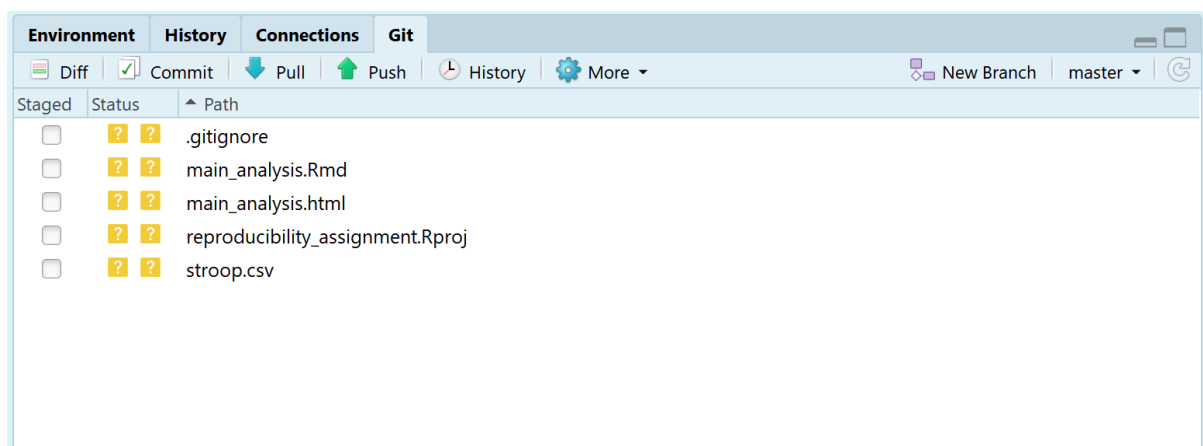 Environment History Connections Git
Diff Commit Pull Push History More New Branch master
Staged Status Path
? ? .gitignore
? ? main_analysis.Rmd
? ? main_analysis.html
? ? reproducibility_assignment.Rproj
? ? stroop.csv